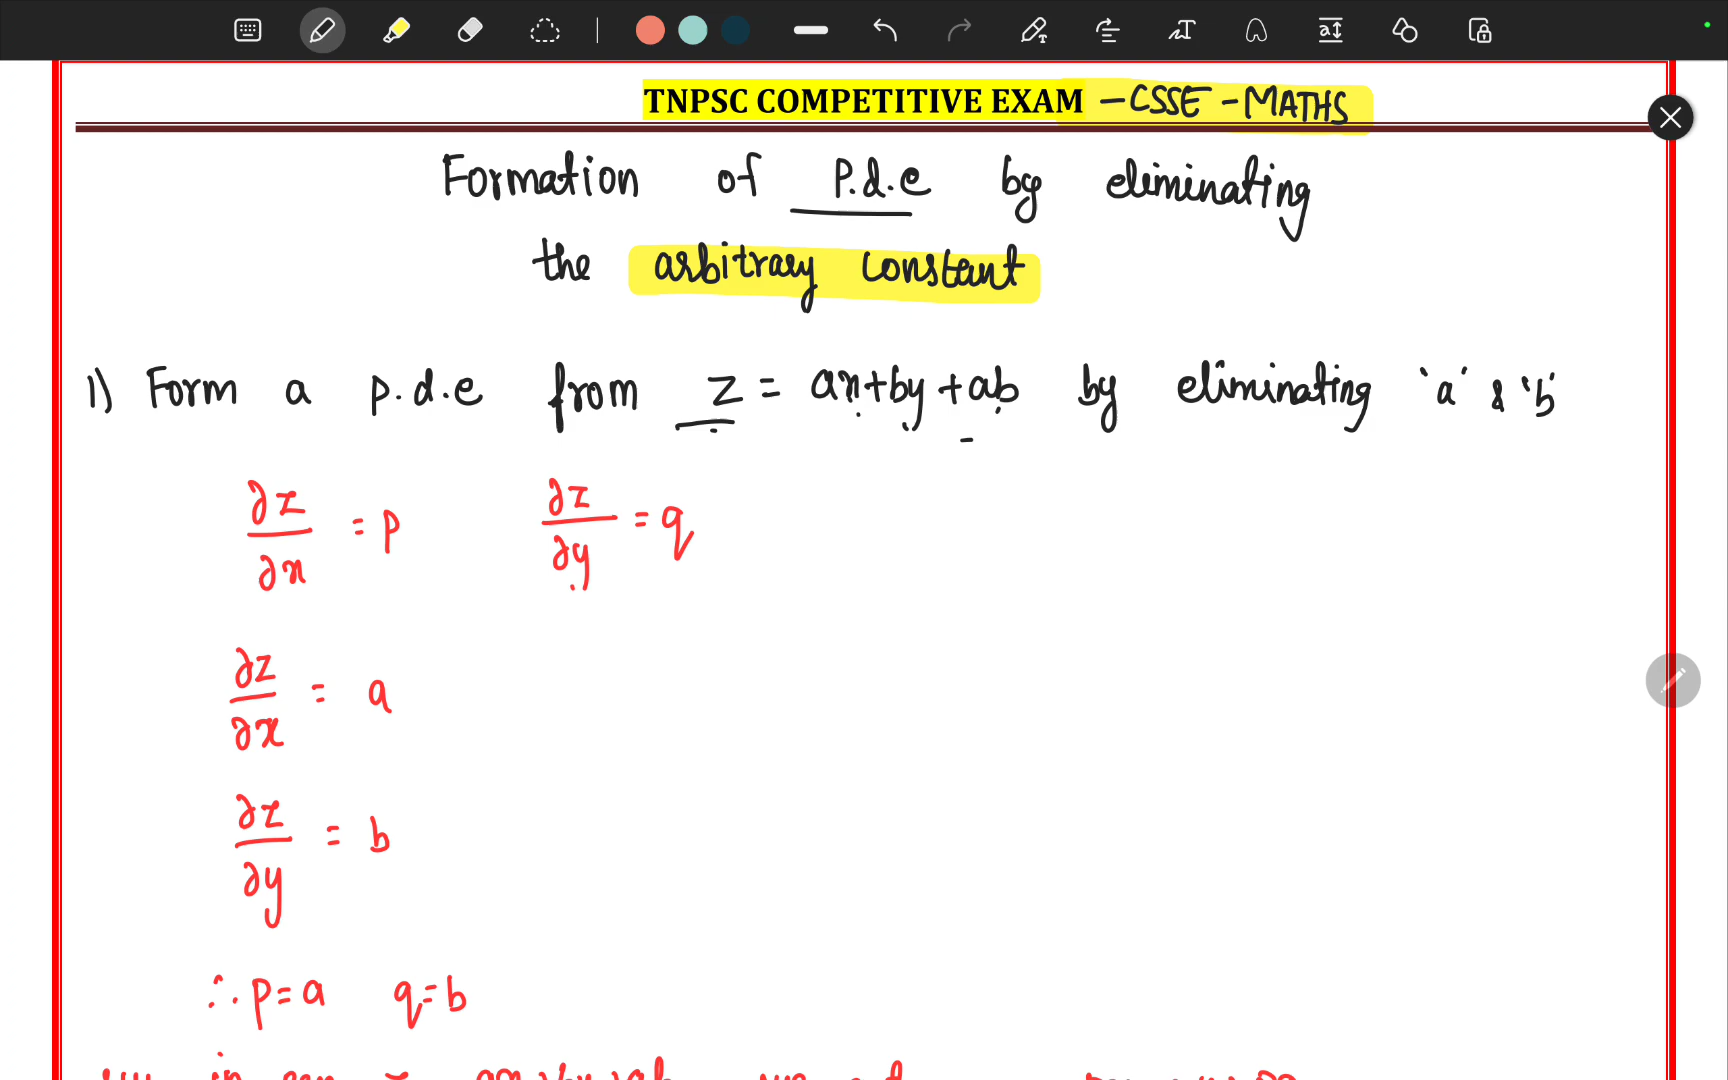 TNPSC COMPETITIVE EXAM - CSSE - MATHS
Formation of P.d.e by eliminating
the arbitrary constant
1) Form a p.d.e from z = ax+by+ab by eliminating 'a' & 'b'
∂z/∂x = p ∂z/∂y = q
∂z/∂x = a
∂z/∂y = b
∴ p=a q=b